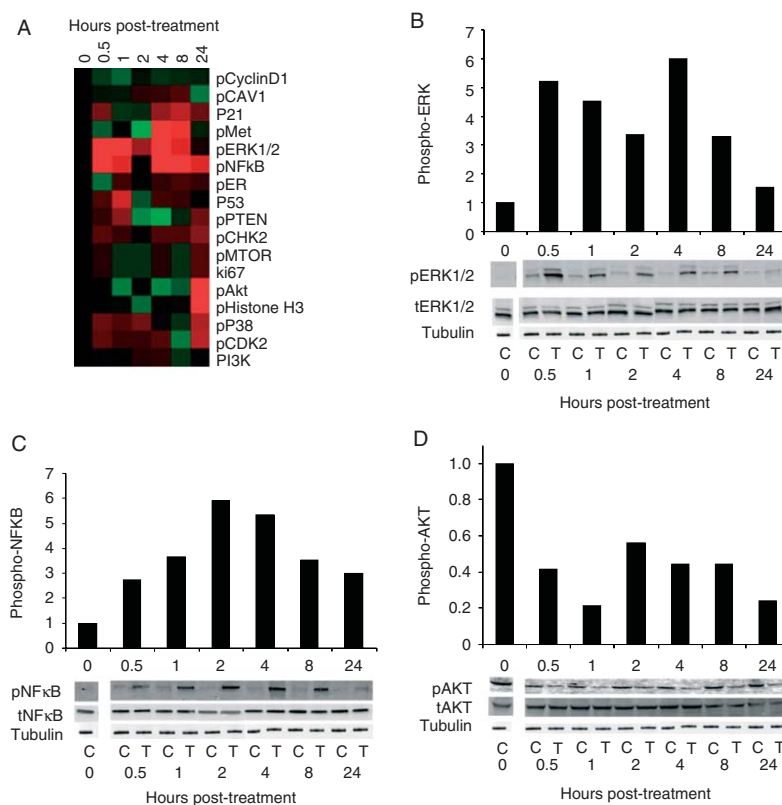 A
Hours post-treatment
0 0.5 1 2 4 8 24
pCyclinD1
pCAV1
P21
pMet
pERK1/2
pNFkB
pER
P53
pPTEN
pCHK2
pMTOR
ki67
pAkt
pHistone H3
pP38
pCDK2
PI3K
B
Phospho-ERK
7
6
5
4
3
2
1
0
0 0.5 1 2 4 8 24
pERK1/2
tERK1/2
Tubulin
C C T C T C T C T C T C T
0 0.5 1 2 4 8 24
Hours post-treatment
C
Phospho-NFKB
7
6
5
4
3
2
1
0
0 0.5 1 2 4 8 24
pNFκB
tNFκB
Tubulin
C C T C T C T C T C T C T
0 0.5 1 2 4 8 24
Hours post-treatment
D
Phospho-AKT
1.0
0.8
0.6
0.4
0.2
0
0 0.5 1 2 4 8 24
pAKT
tAKT
Tubulin
C C T C T C T C T C T C T
0 0.5 1 2 4 8 24
Hours post-treatment